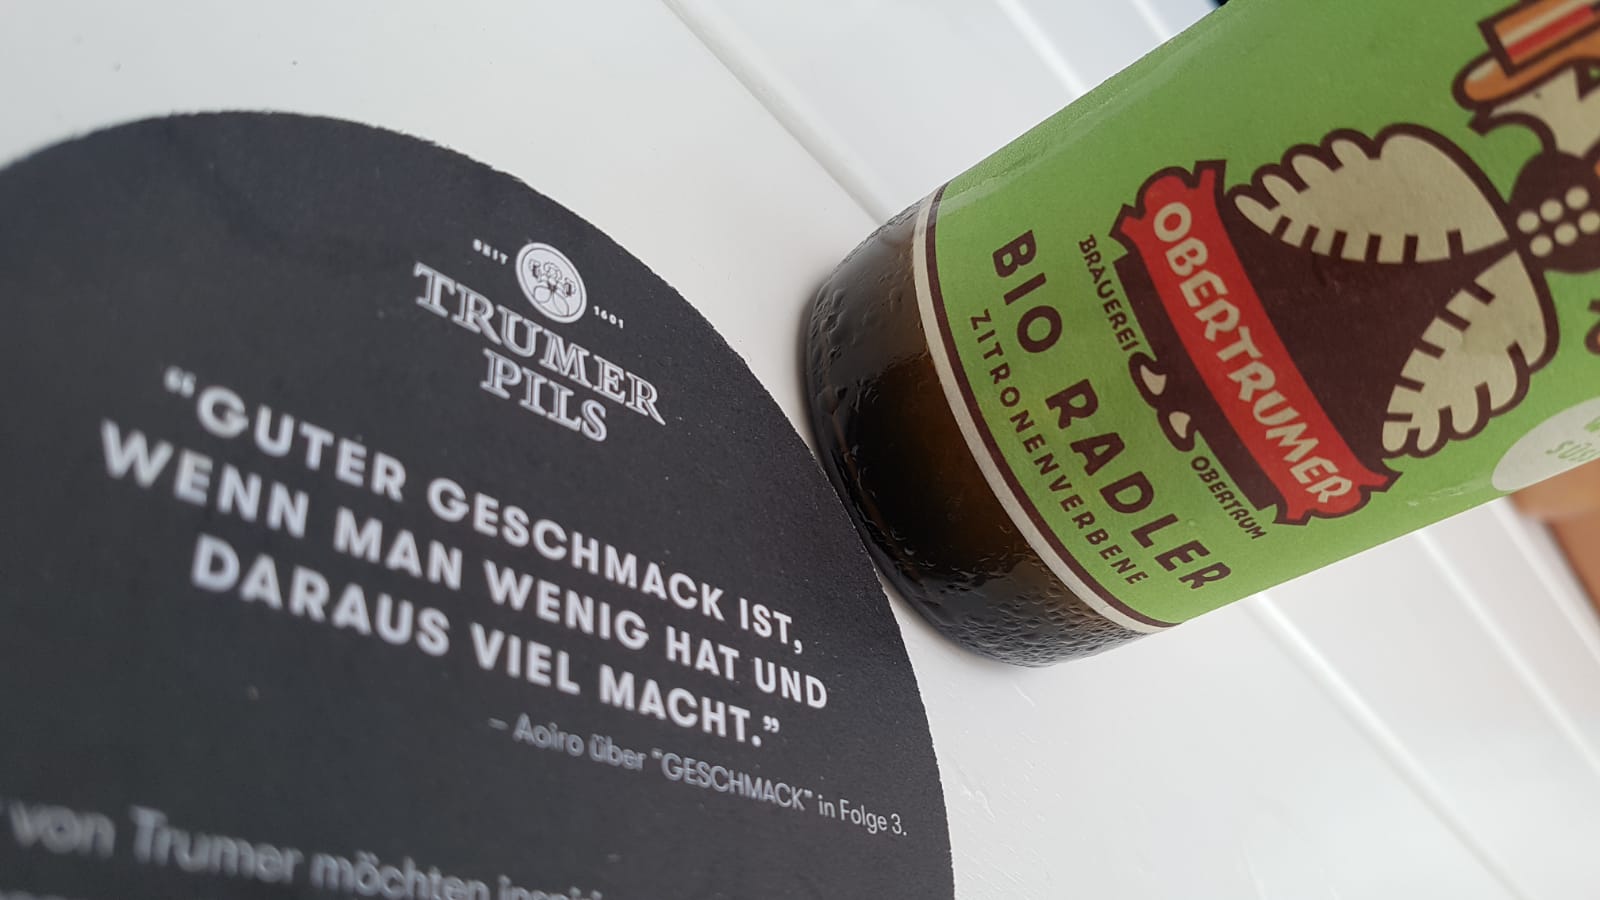 SEIT 1601
TRUMER
PILS
“GUTER GESCHMACK IST,
WENN MAN WENIG HAT UND
DARAUS VIEL MACHT.”
– Aoiro über “GESCHMACK” in Folge 3.
von Trumer möchten
OBERTRUMER
BRAUEREI OBERTRUM
BIO RADLER
ZITRONENVERBENE